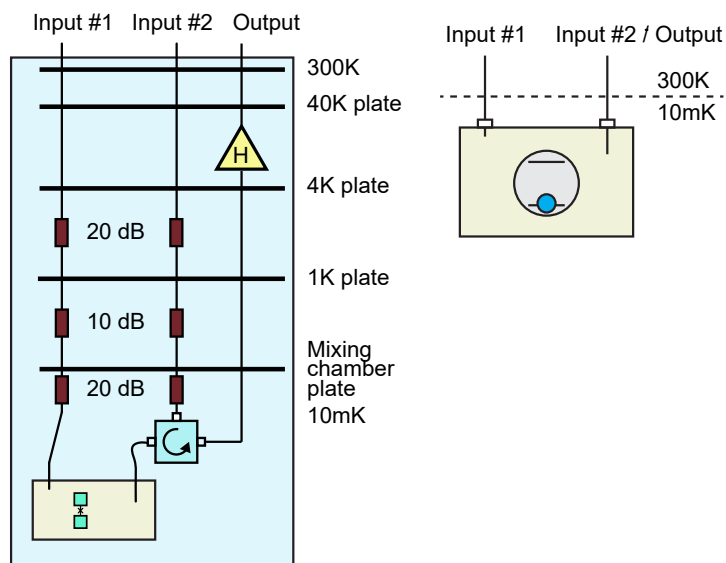 Input #1
Input #2
Output
300K
40K plate
H
4K plate
20 dB
1K plate
10 dB
Mixing
chamber
plate
20 dB
10mK
Input #1
Input #2 / Output
300K
10mK